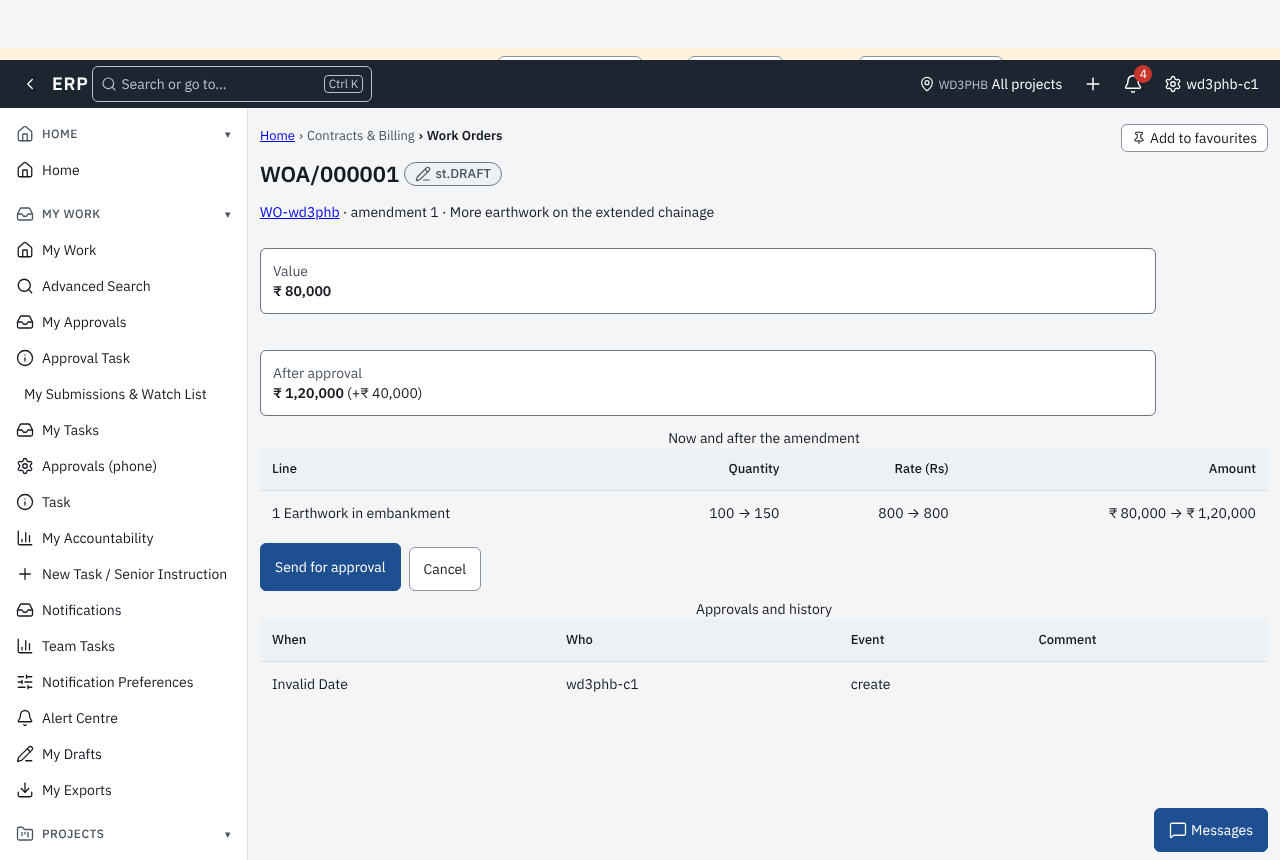 ERP
Search or go to...
Ctrl K
WD3PHB All projects
4
wd3phb-c1
HOME
Home
MY WORK
My Work
Advanced Search
My Approvals
Approval Task
My Submissions & Watch List
My Tasks
Approvals (phone)
Task
My Accountability
New Task / Senior Instruction
Notifications
Team Tasks
Notification Preferences
Alert Centre
My Drafts
My Exports
PROJECTS
Home › Contracts & Billing › Work Orders
Add to favourites
WOA/000001 st.DRAFT
WO-wd3phb · amendment 1 · More earthwork on the extended chainage
Value
₹ 80,000
After approval
₹ 1,20,000 (+₹ 40,000)
Now and after the amendment
Line Quantity Rate (Rs) Amount
1 Earthwork in embankment 100 → 150 800 → 800 ₹ 80,000 → ₹ 1,20,000
Send for approval
Cancel
Approvals and history
When Who Event Comment
Invalid Date wd3phb-c1 create
Messages